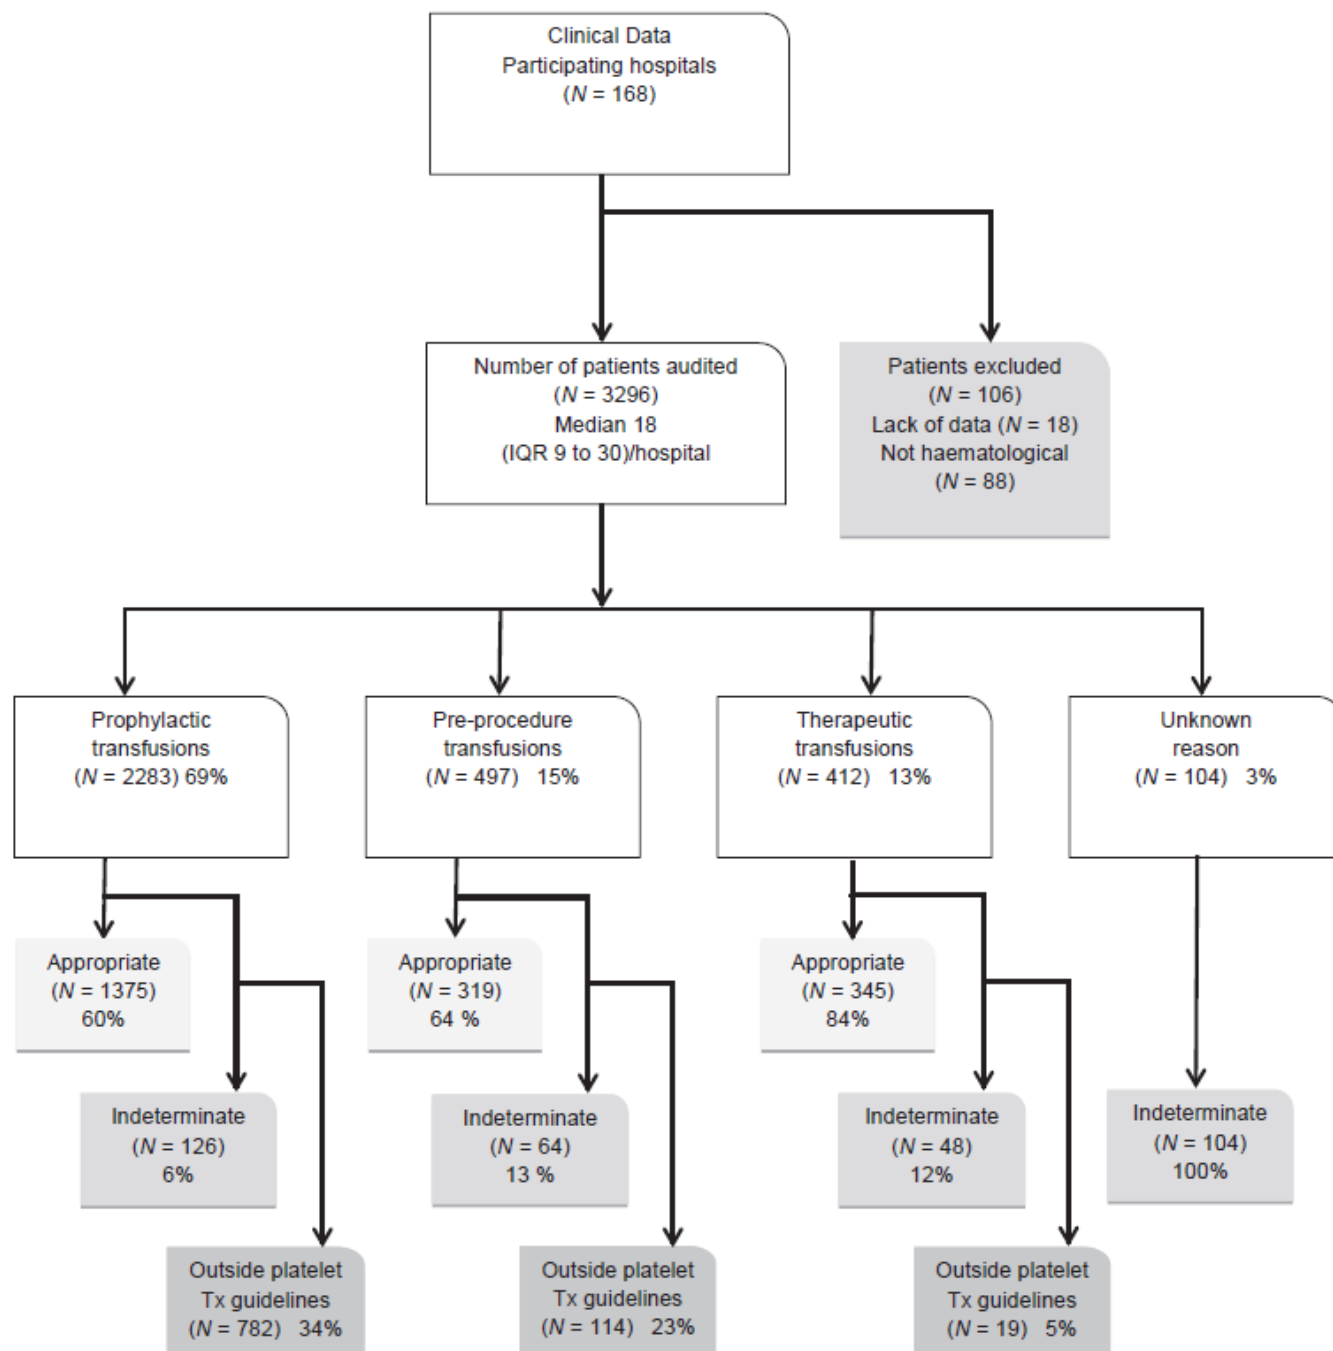 Clinical Data
Participating hospitals
(N = 168)
Number of patients audited
(N = 3296)
Median 18
(IQR 9 to 30)/hospital
Patients excluded
(N = 106)
Lack of data (N = 18)
Not haematological
(N = 88)
Prophylactic
transfusions
(N = 2283) 69%
Pre-procedure
transfusions
(N = 497) 15%
Therapeutic
transfusions
(N = 412) 13%
Unknown
reason
(N = 104) 3%
Appropriate
(N = 1375)
60%
Appropriate
(N = 319)
64 %
Appropriate
(N = 345)
84%
Indeterminate
(N = 126)
6%
Indeterminate
(N = 64)
13 %
Indeterminate
(N = 48)
12%
Indeterminate
(N = 104)
100%
Outside platelet
Tx guidelines
(N = 782) 34%
Outside platelet
Tx guidelines
(N = 114) 23%
Outside platelet
Tx guidelines
(N = 19) 5%